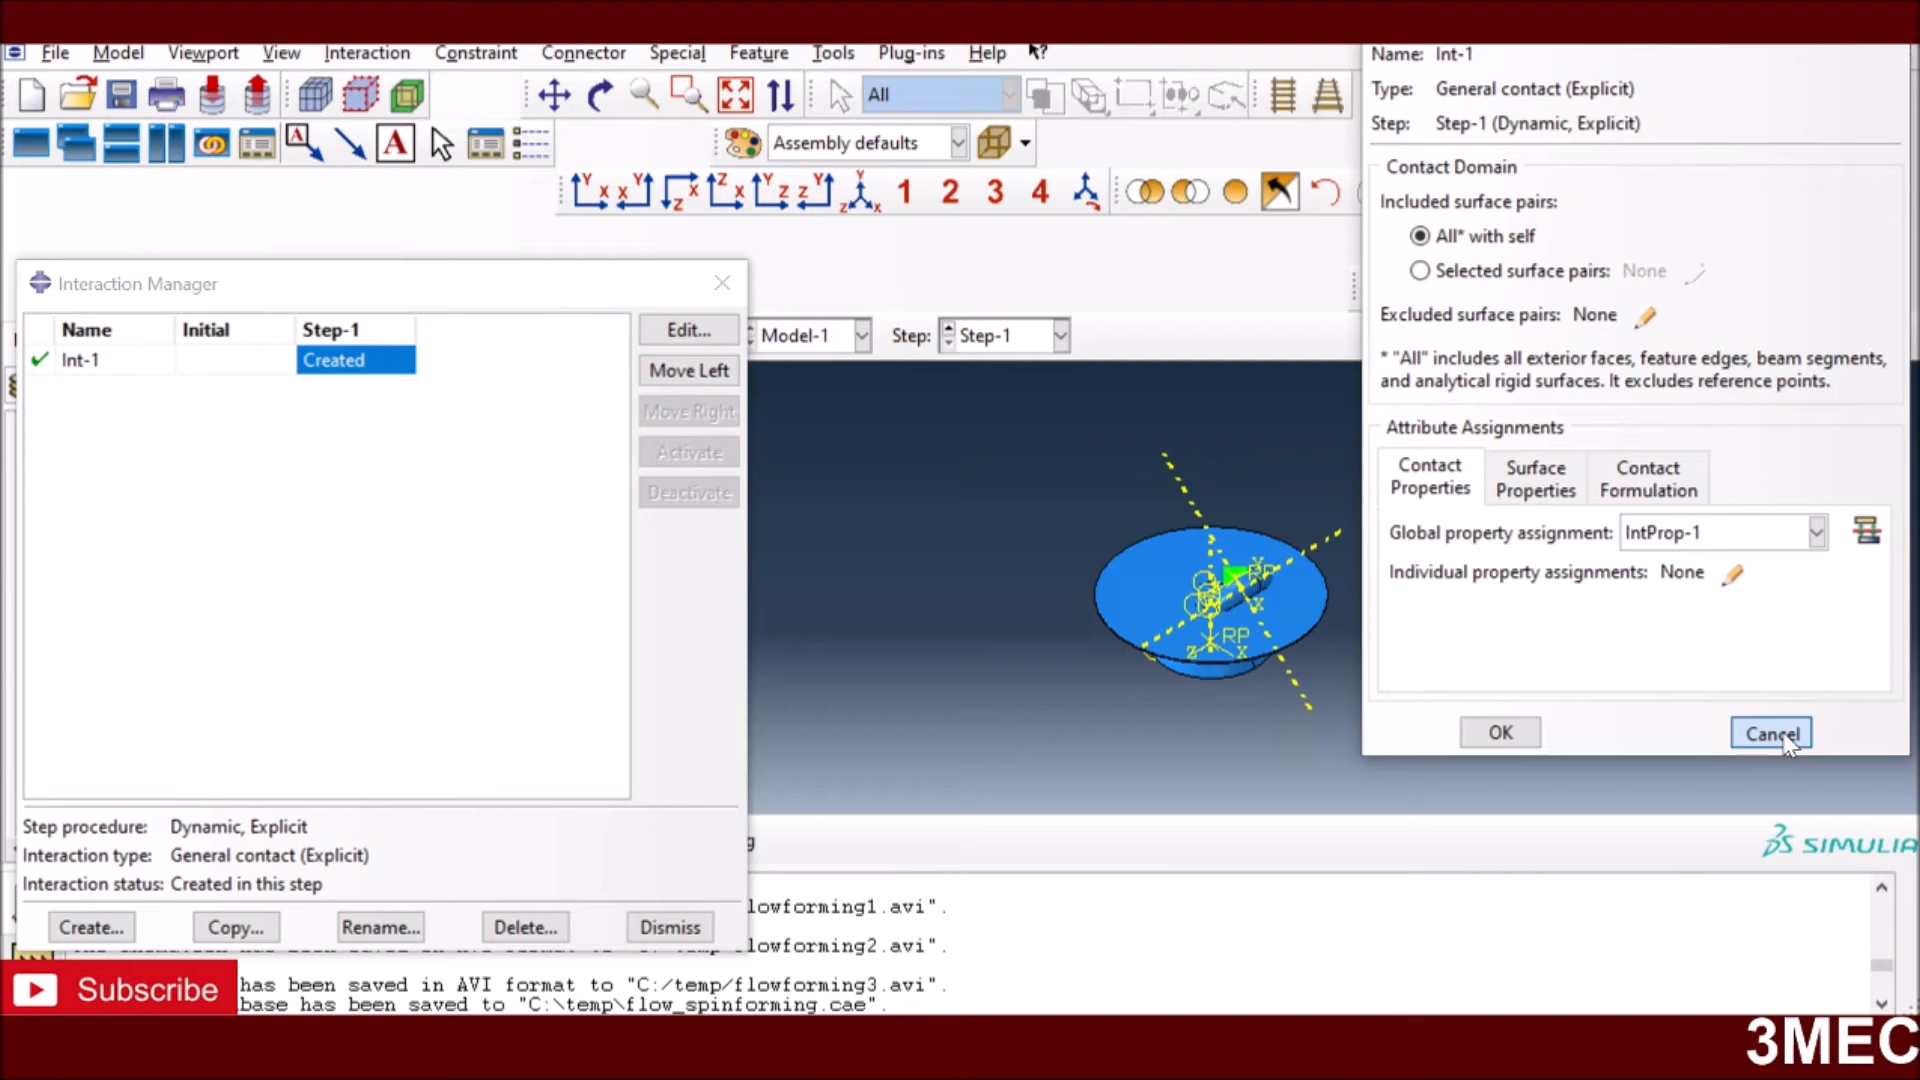 File Model Viewport View Interaction Constraint Connector Special Feature Tools Plug-ins Help
All
A A
Assembly defaults
Y X X Y Z X Z X Y Z Z Y Y Z X 1 2 3 4
Interaction Manager
Name Initial Step-1
Int-1 Created
Edit...
Move Left
Move Right
Activate
Deactivate
Step procedure: Dynamic, Explicit
Interaction type: General contact (Explicit)
Interaction status: Created in this step
Create... Copy... Rename... Delete... Dismiss
Model-1 Step: Step-1
Y
RP
X
RP
Z X
Name: Int-1
Type: General contact (Explicit)
Step: Step-1 (Dynamic, Explicit)
Contact Domain
Included surface pairs:
All* with self
Selected surface pairs: None
Excluded surface pairs: None
* "All" includes all exterior faces, feature edges, beam segments,
and analytical rigid surfaces. It excludes reference points.
Attribute Assignments
Contact Properties
Surface Properties
Contact Formulation
Global property assignment: IntProp-1
Individual property assignments: None
OK Cancel
SIMULIA
lowforming1.avi".
lowforming2.avi".
has been saved in AVI format to "C:/temp/flowforming3.avi".
base has been saved to "C:\temp\flow_spinforming.cae".
Subscribe
3MEC